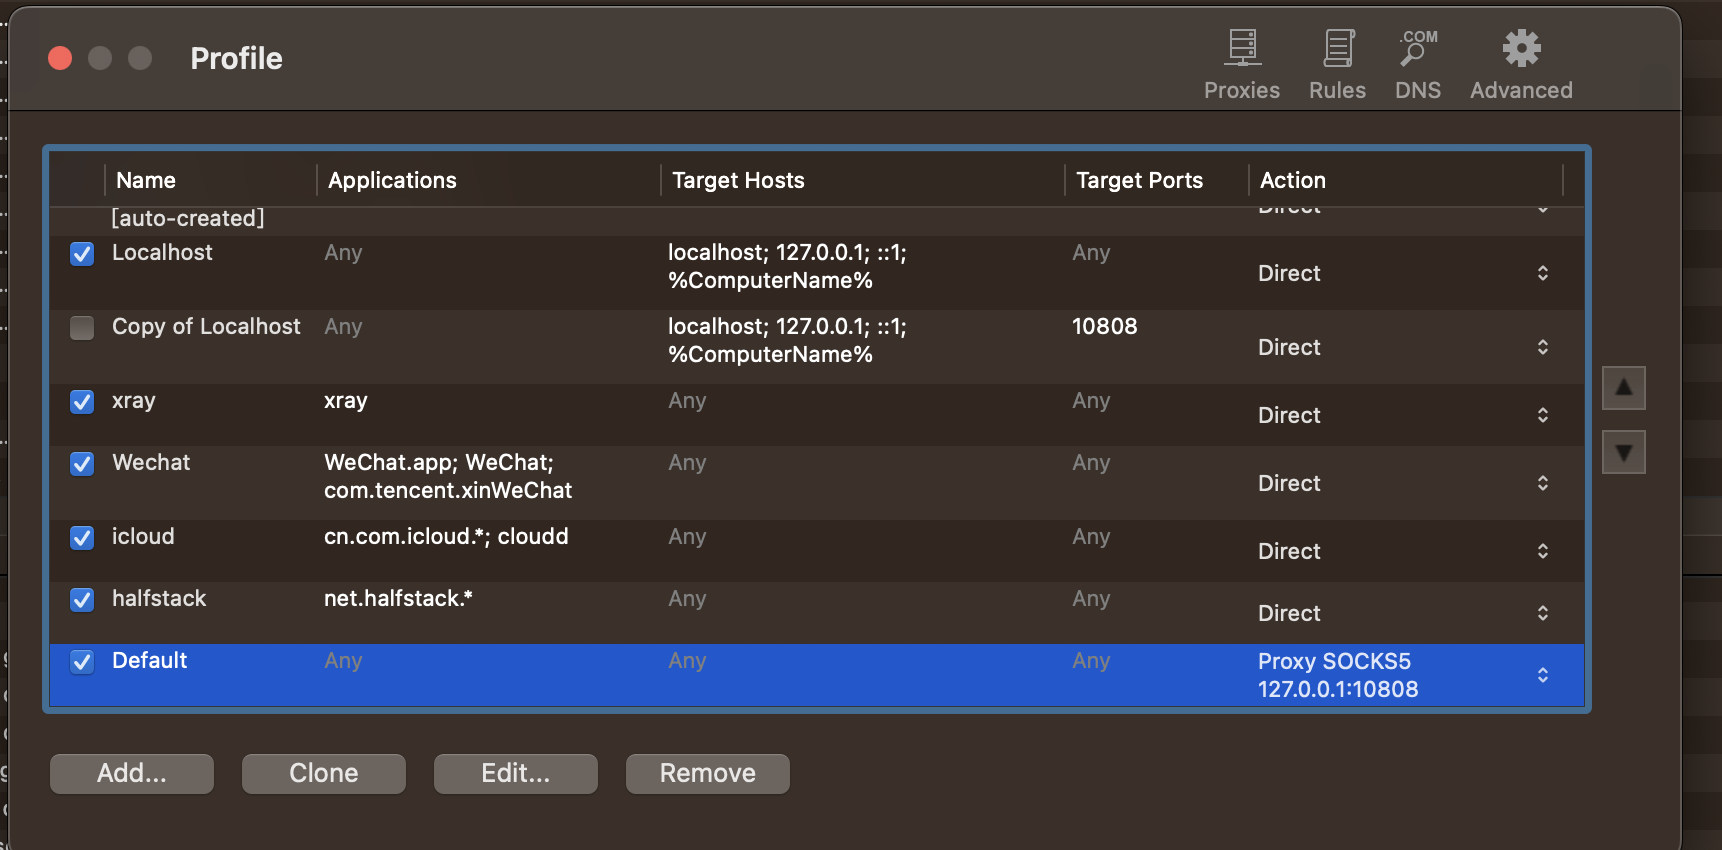 Profile
.COM
Proxies Rules DNS Advanced
Name Applications Target Hosts Target Ports Action
[auto-created] Direct
Localhost Any localhost; 127.0.0.1; ::1; Any
%ComputerName%
Direct
Copy of Localhost Any localhost; 127.0.0.1; ::1; 10808
%ComputerName%
Direct
xray xray Any Any
Direct
Wechat WeChat.app; WeChat; Any Any
com.tencent.xinWeChat
Direct
icloud cn.com.icloud.*; cloudd Any Any
Direct
halfstack net.halfstack.* Any Any
Direct
Default Any Any Any Proxy SOCKS5
127.0.0.1:10808
Add... Clone Edit... Remove